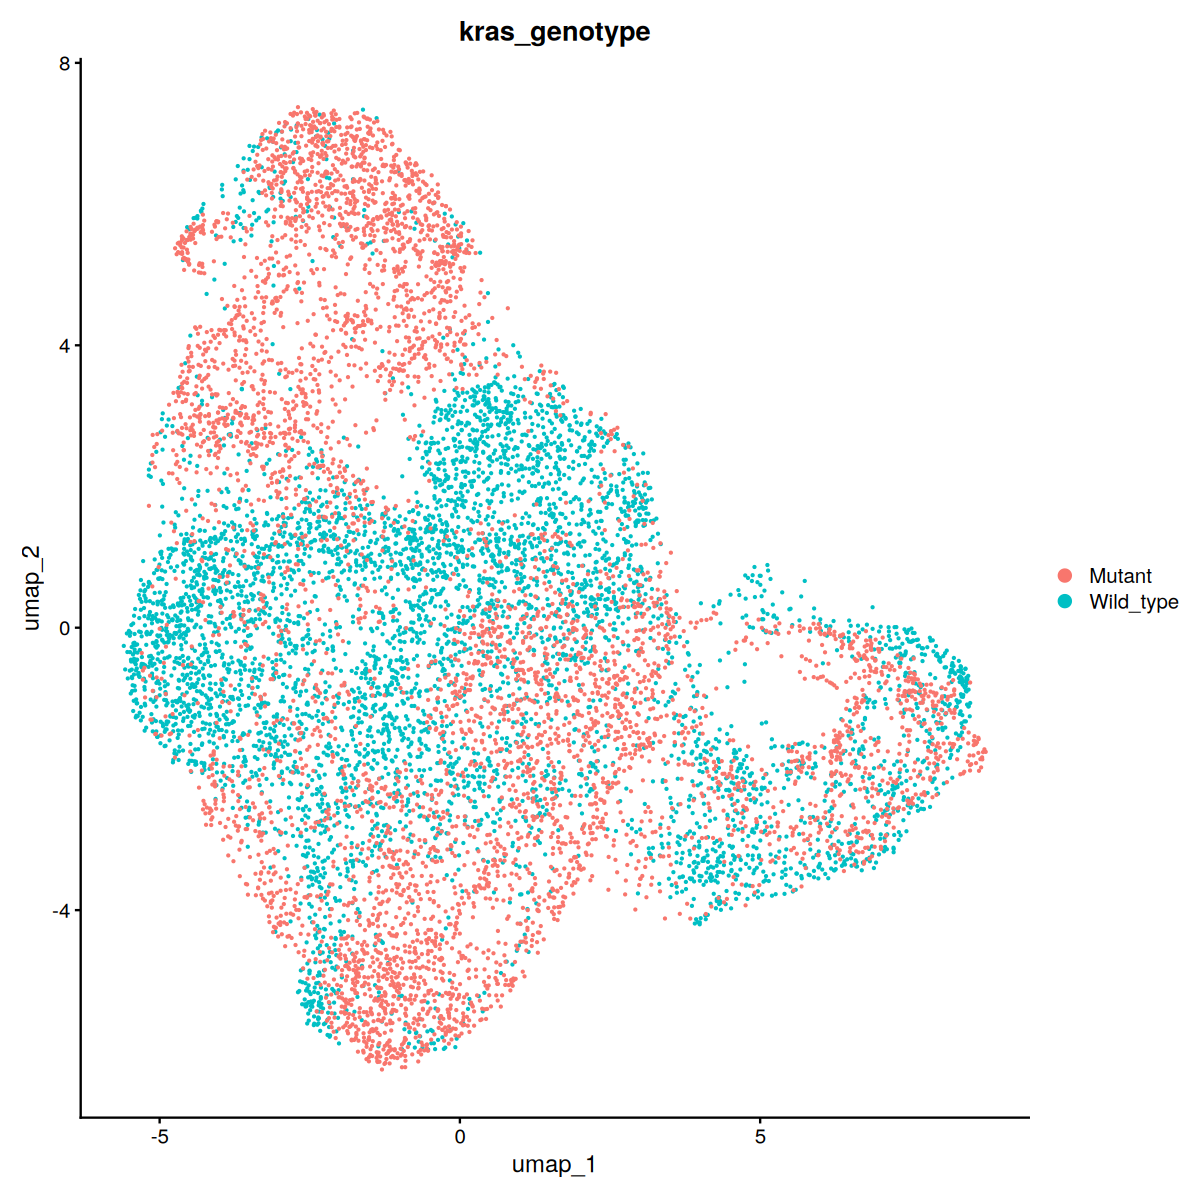 kras_genotype
8
4
0
-4
umap_2
-5
0
5
umap_1
Mutant
Wild_type